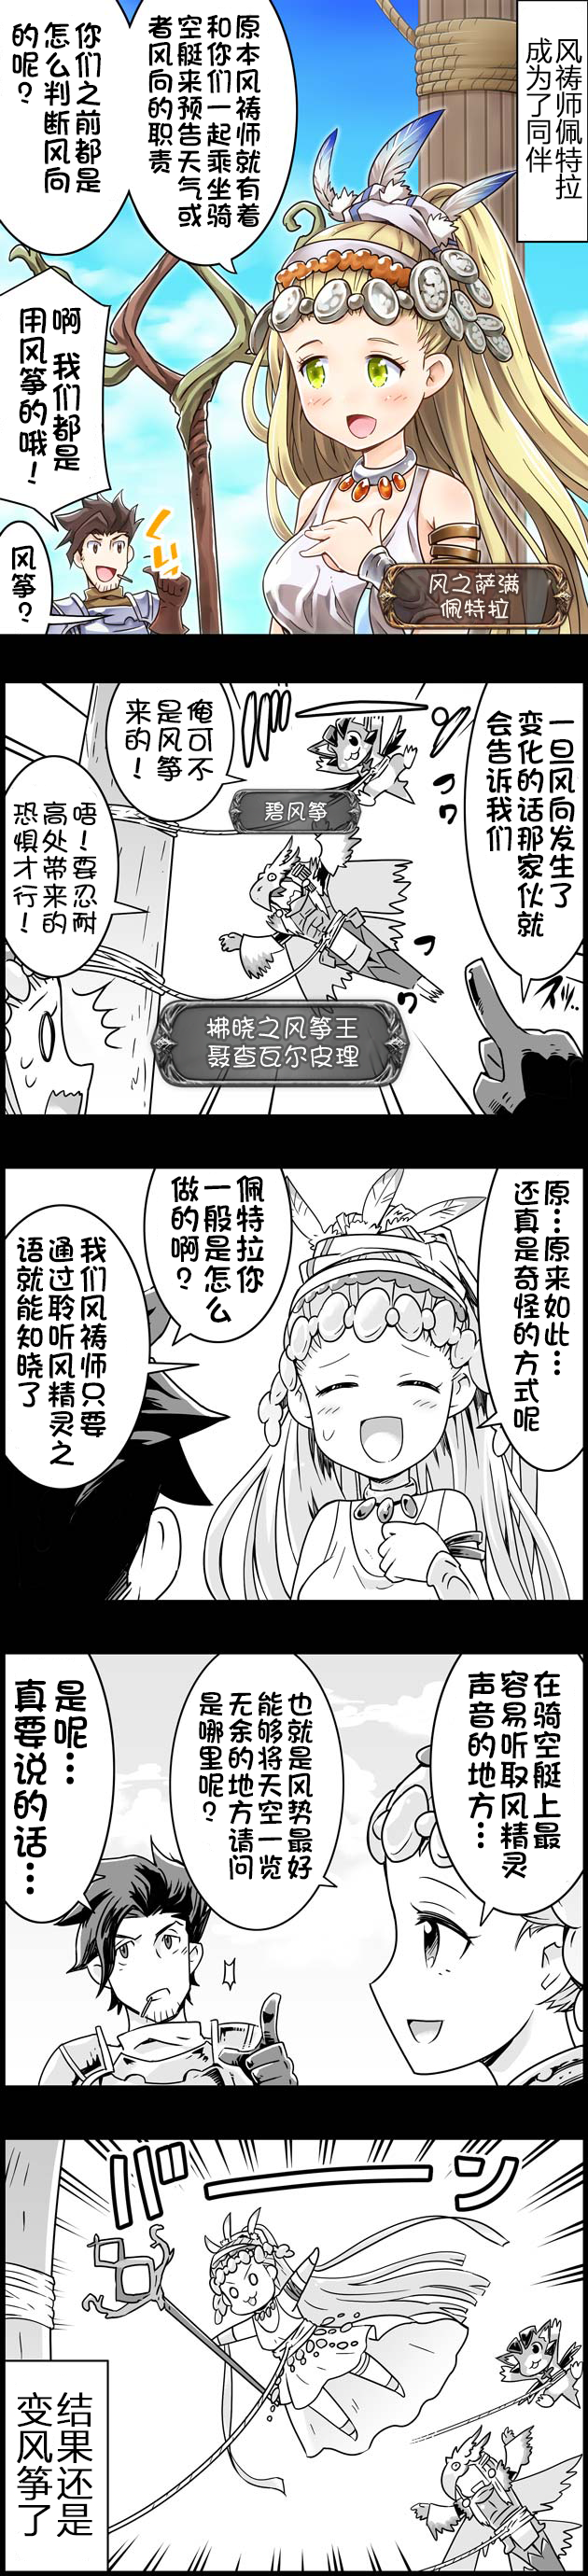 风祷师佩特拉
成为了同伴
原本风祷师就有着
和你们一起乘坐骑
空艇来预告天气或
者风向的职责
你们之前都是
怎么判断风向
的呢？
啊 我们都是
用风筝的哦！
风筝？
风之萨满
佩特拉
一旦风向发生了
变化的话那家伙就
会告诉我们
俺可不
是风筝
来的！
碧风筝
唔！要忍耐
高处带来的
恐惧才行！
拂晓之风筝王
聂查瓦尔皮理
フワ
フワ
ズッ..
原…原来如此…
还真是奇怪的方式呢
佩特拉你
一般是怎么
做的啊？
我们风祷师只要
通过聆听风精灵之
语就能知晓了
在骑空艇上最
容易听取风精灵
声音的地方…
也就是风势最好
能够将天空一览
无余的地方请问
是哪里呢？
是呢…
真要说的话…
バーン
结果还是
变风筝了